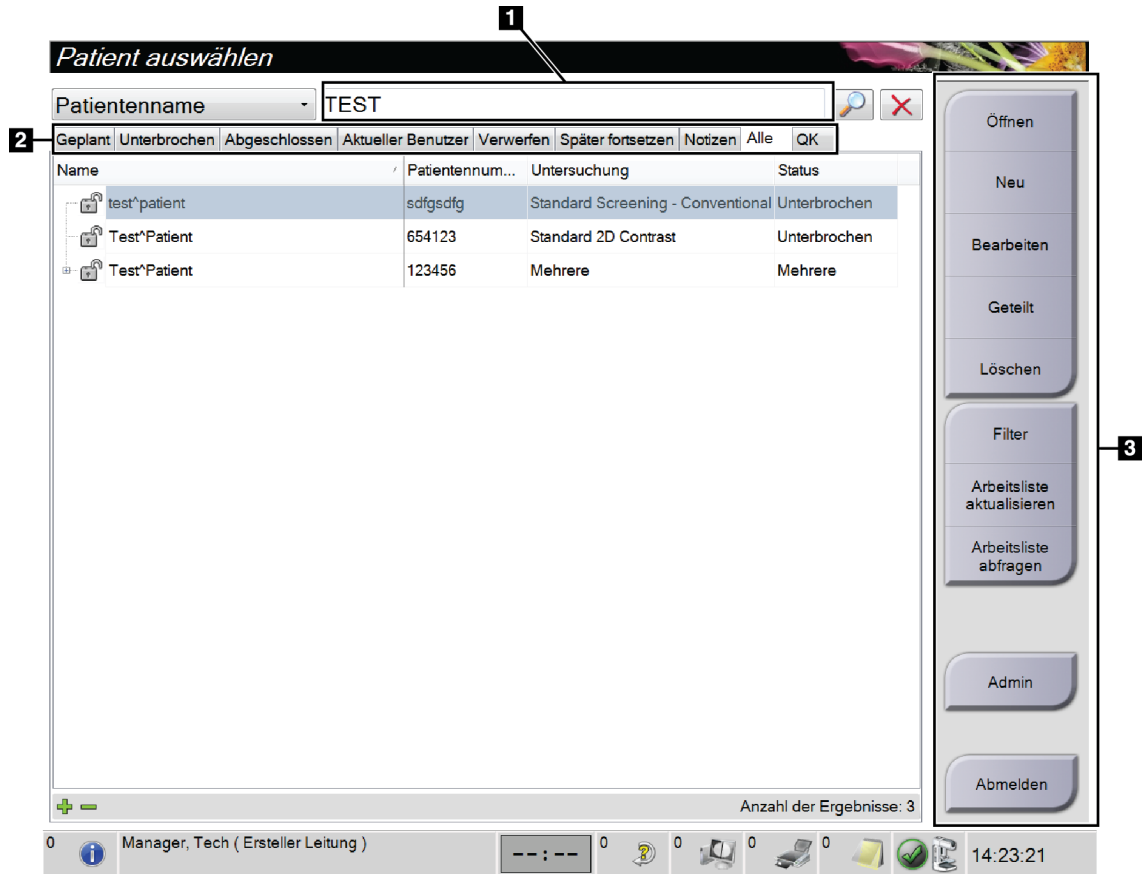 1
Patient auswählen
Patientenname TEST
2
Geplant Unterbrochen Abgeschlossen Aktueller Benutzer Verwerfen Später fortsetzen Notizen Alle QK
Name Patientennum... Untersuchung Status
test^patient sdfgsdfg Standard Screening - Conventional Unterbrochen
Test^Patient 654123 Standard 2D Contrast Unterbrochen
Test^Patient 123456 Mehrere Mehrere
Öffnen
Neu
Bearbeiten
Geteilt
Löschen
Filter
3
Arbeitsliste
aktualisieren
Arbeitsliste
abfragen
Admin
Abmelden
Anzahl der Ergebnisse: 3
0 Manager, Tech ( Ersteller Leitung ) --:-- 0 0 0 0 14:23:21